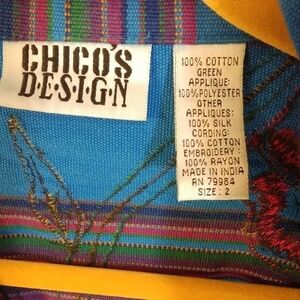 CHICO'S
D.E.S.I.G.N
100% COTTON
GREEN
APPLIQUE:
100%POLYESTER
OTHER
APPLIQUES:
100% SILK
CORDING:
100% COTTON
EMBROIDERY:
100% RAYON
MADE IN INDIA
RN 79984
SIZE: 2